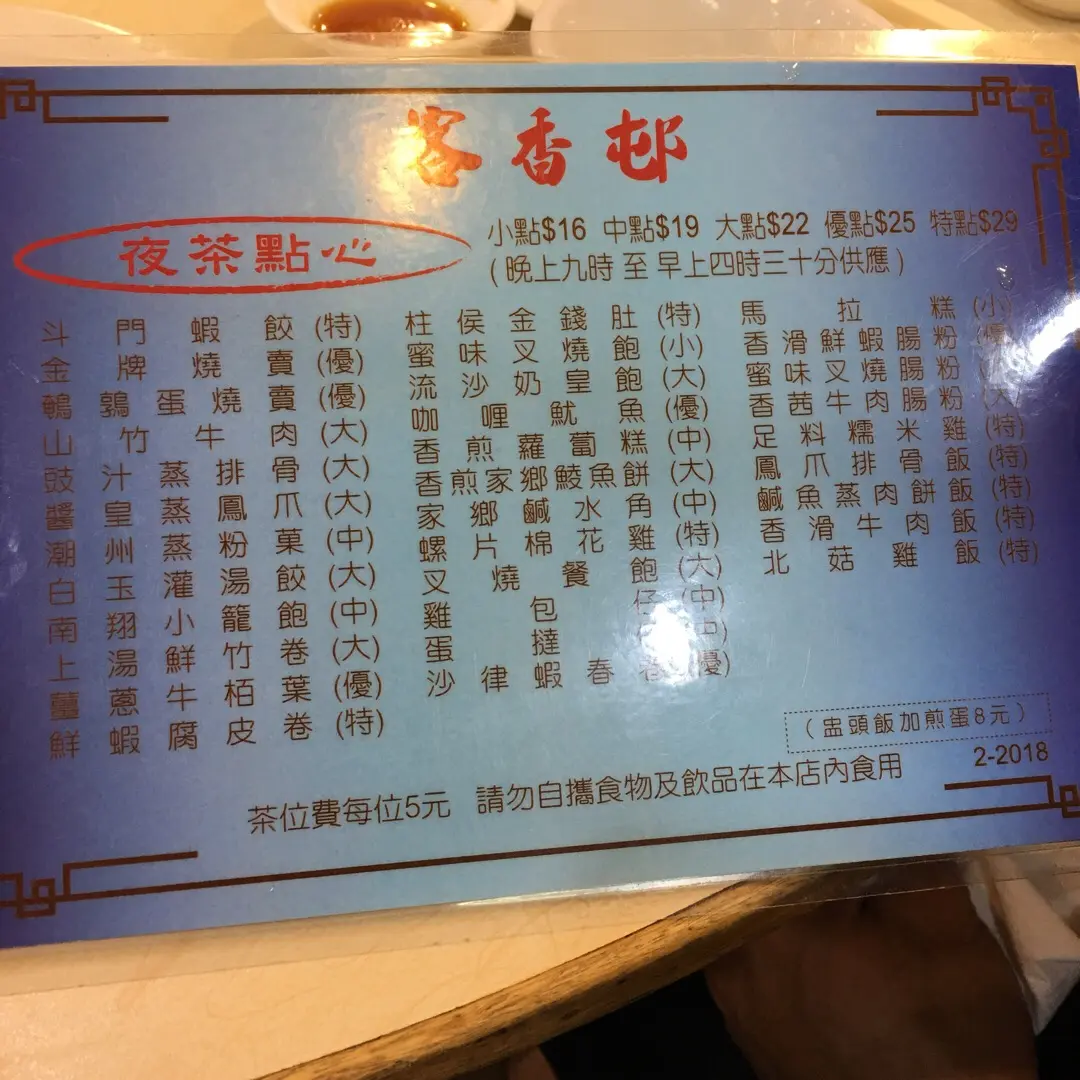 客香邨
夜茶點心
小點$16 中點$19 大點$22 優點$25 特點$29
(晚上九時至早上四時三十分供應)
斗門蝦餃(特)
金牌燒賣(優)
鵪鶉蛋燒賣(優)
山竹牛肉(大)
豉汁蒸排骨(大)
醬皇蒸鳳爪(大)
潮州蒸粉菓(中)
白玉灌湯餃(大)
南翔小籠飽(中)
上湯鮮竹卷(大)
薑蔥牛栢葉(優)
鮮蝦腐皮卷(特)
柱侯金錢肚(特)
蜜味叉燒飽(小)
流沙奶皇飽(大)
咖喱魷魚(優)
香煎蘿蔔糕(中)
香煎家鄉鯪魚餅(大)
家鄉鹹水角(中)
螺片棉花雞(特)
叉燒餐飽(大)
雞包仔(中)
蛋撻(中)
沙律蝦春卷(優)
馬拉糕(小)
香滑鮮蝦腸粉(優)
蜜味叉燒腸粉
香茜牛肉腸粉(大)
足料糯米雞(特)
鳳爪排骨飯(特)
鹹魚蒸肉餅飯(特)
香滑牛肉飯(特)
北菇雞飯(特)
(盅頭飯加煎蛋8元)
2-2018
茶位費每位5元 請勿自攜食物及飲品在本店內食用